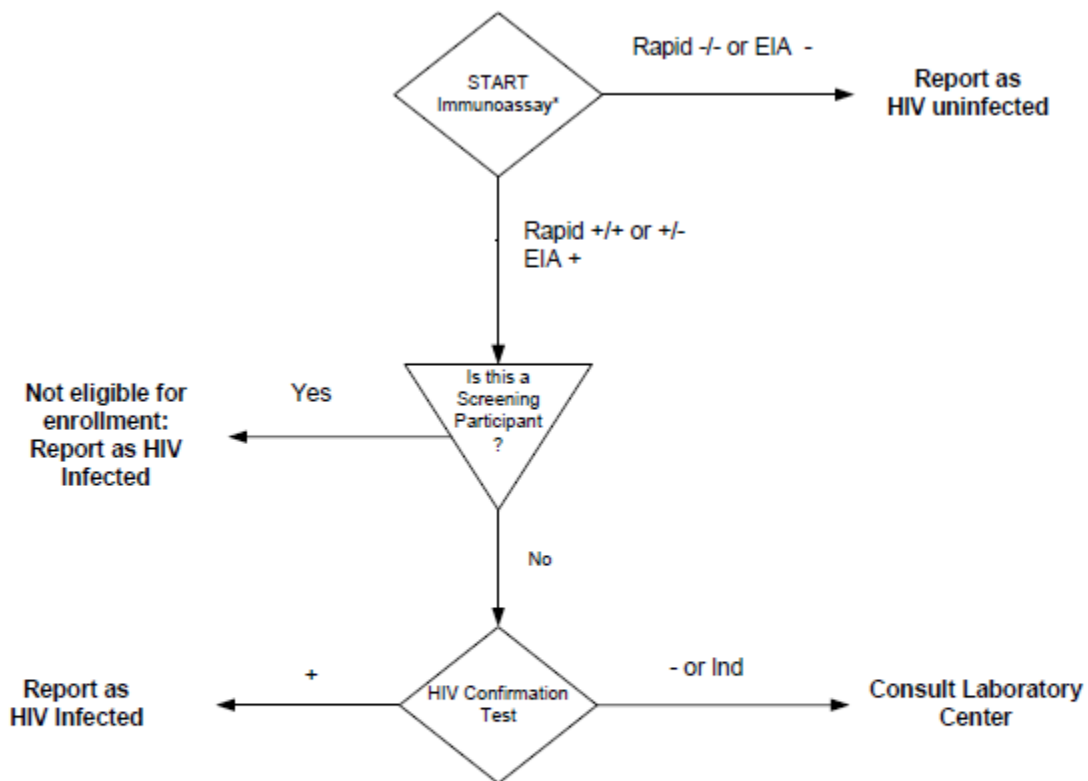 Rapid -/- or EIA -
START
Immunoassay*
Report as
HIV uninfected
Rapid +/+ or +/-
EIA +
Is this a
Screening
Participant
?
Yes
Not eligible for
enrollment:
Report as HIV
Infected
No
+
- or Ind
HIV Confirmation
Test
Report as
HIV Infected
Consult Laboratory
Center